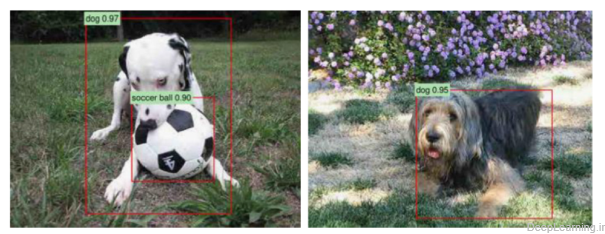 dog 0.97
soccer ball 0.90
dog 0.95
DeepLearning.ir